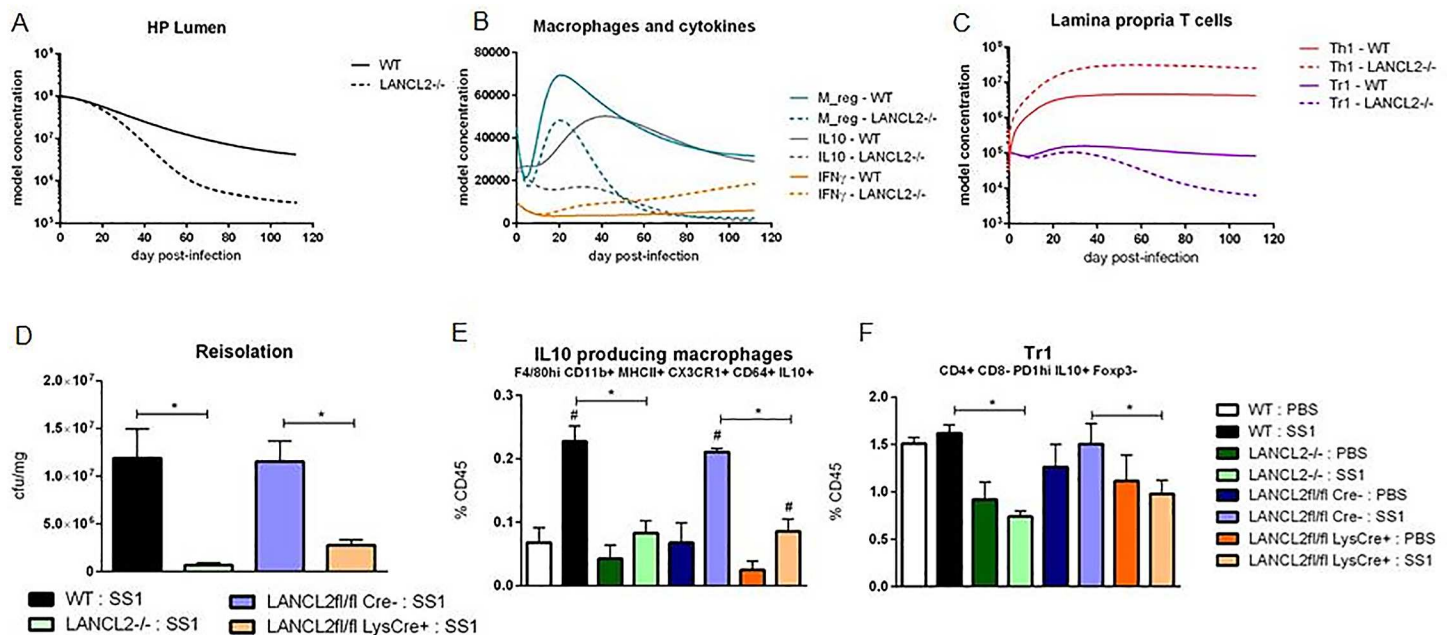 A
HP Lumen
model concentration
10⁹
10⁸
10⁷
10⁶
10⁵
0 20 40 60 80 100 120
day post-infection
WT
LANCL2-/-
B
Macrophages and cytokines
model concentration
80000
60000
40000
20000
0
0 20 40 60 80 100 120
day post-infection
M_reg - WT
M_reg - LANCL2-/-
IL10 - WT
IL10 - LANCL2-/-
IFNγ - WT
IFNγ - LANCL2-/-
C
Lamina propria T cells
model concentration
10⁸
10⁷
10⁶
10⁵
10⁴
10³
0 20 40 60 80 100 120
day post-infection
Th1 - WT
Th1 - LANCL2-/-
Tr1 - WT
Tr1 - LANCL2-/-
D
Reisolation
cfu/mg
2.0×10⁷
1.5×10⁷
1.0×10⁷
5.0×10⁶
0
* *
WT : SS1
LANCL2-/- : SS1
LANCL2fl/fl Cre- : SS1
LANCL2fl/fl LysCre+ : SS1
E
IL10 producing macrophages
F4/80hi CD11b+ MHCII+ CX3CR1+ CD64+ IL10+
% CD45
0.3
0.2
0.1
0.0
# * # * #
F
Tr1
CD4+ CD8- PD1hi IL10+ Foxp3-
% CD45
2.0
1.5
1.0
0.5
0.0
* *
WT : PBS
WT : SS1
LANCL2-/- : PBS
LANCL2-/- : SS1
LANCL2fl/fl Cre- : PBS
LANCL2fl/fl Cre- : SS1
LANCL2fl/fl LysCre+ : PBS
LANCL2fl/fl LysCre+ : SS1